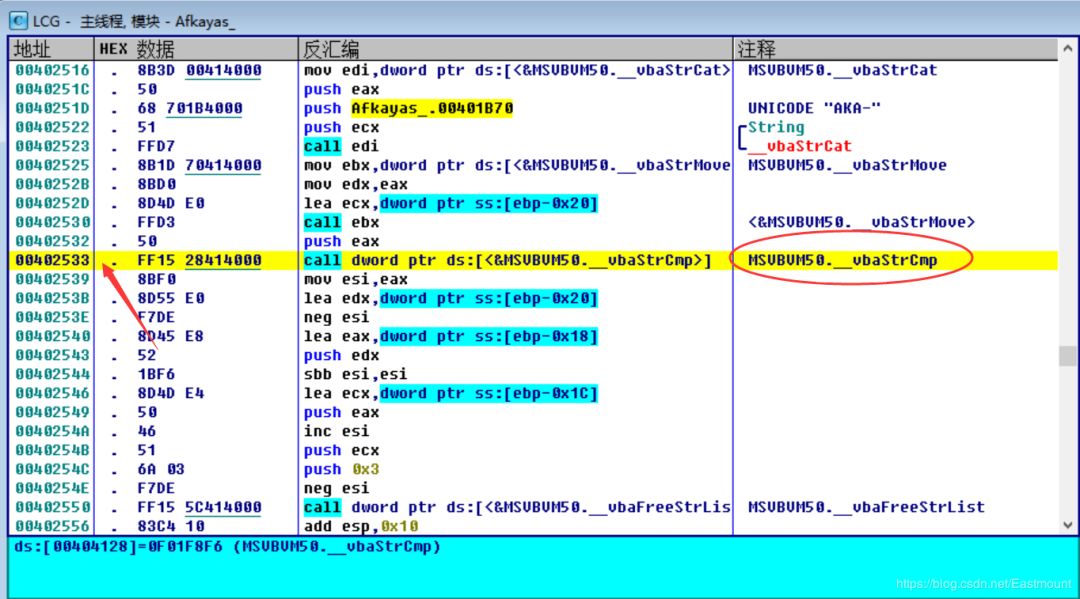 LCG - 主线程, 模块 - Afkayas_
地址 HEX 数据 反汇编 注释
00402516 . 8B3D 00414000 mov edi,dword ptr ds:[<&MSVBVM50.__vbaStrCat> MSVBVM50.__vbaStrCat
0040251C . 50 push eax
0040251D . 68 701B4000 push Afkayas_.00401B70 UNICODE "AKA-"
00402522 . 51 push ecx String
00402523 . FFD7 call edi __vbaStrCat
00402525 . 8B1D 70414000 mov ebx,dword ptr ds:[<&MSVBVM50.__vbaStrMove MSVBVM50.__vbaStrMove
0040252B . 8BD0 mov edx,eax
0040252D . 8D4D E0 lea ecx,dword ptr ss:[ebp-0x20]
00402530 . FFD3 call ebx <&MSVBVM50.__vbaStrMove>
00402532 . 50 push eax
00402533 . FF15 28414000 call dword ptr ds:[<&MSVBVM50.__vbaStrCmp>] MSVBVM50.__vbaStrCmp
00402539 . 8BF0 mov esi,eax
0040253B . 8D55 E0 lea edx,dword ptr ss:[ebp-0x20]
0040253E . F7DE neg esi
00402540 . 8D45 E8 lea eax,dword ptr ss:[ebp-0x18]
00402543 . 52 push edx
00402544 . 1BF6 sbb esi,esi
00402546 . 8D4D E4 lea ecx,dword ptr ss:[ebp-0x1C]
00402549 . 50 push eax
0040254A . 46 inc esi
0040254B . 51 push ecx
0040254C . 6A 03 push 0x3
0040254E . F7DE neg esi
00402550 . FF15 5C414000 call dword ptr ds:[<&MSVBVM50.__vbaFreeStrLis MSVBVM50.__vbaFreeStrList
00402556 . 83C4 10 add esp,0x10
ds:[00404128]=0F01F8F6 (MSVBVM50.__vbaStrCmp)
https://blog.csdn.net/Eastmount